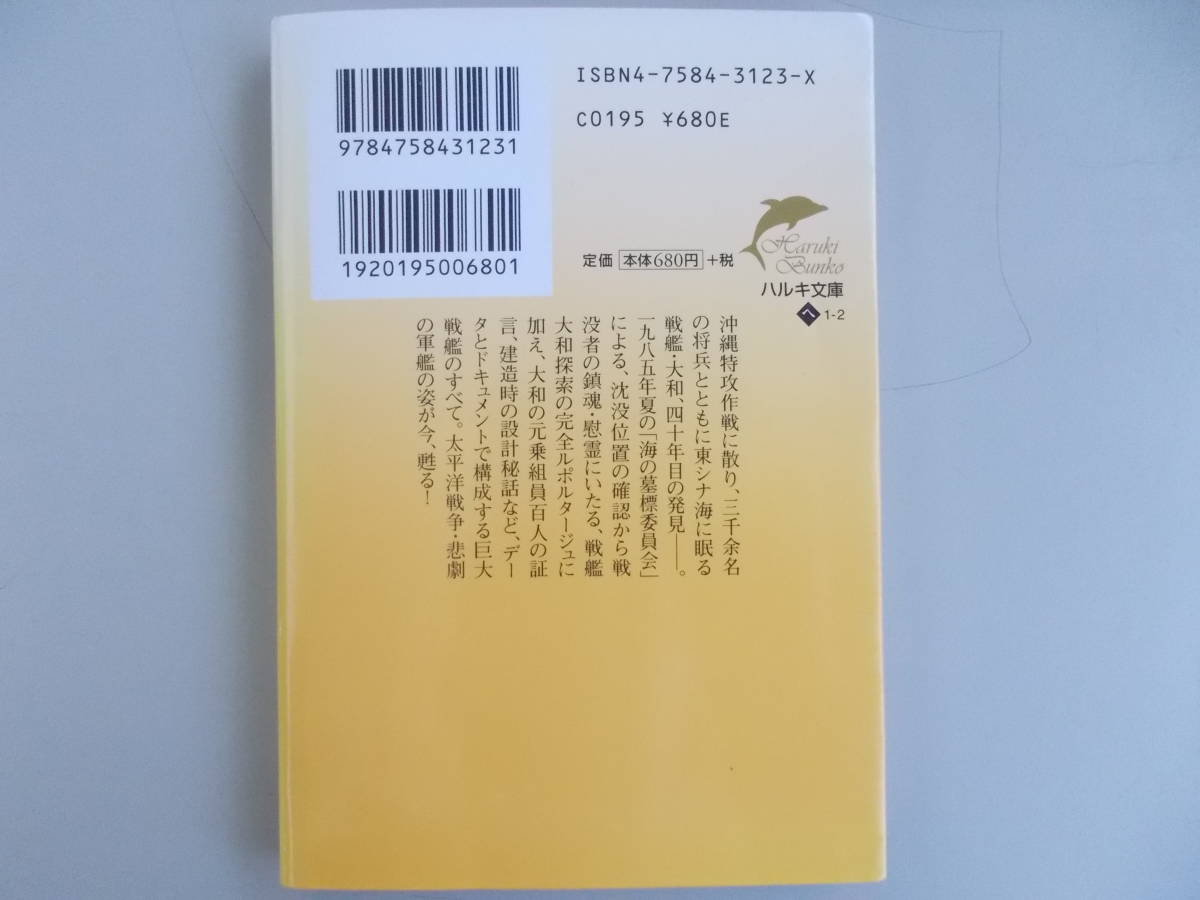 ISBN4-7584-3123-X
C0195 ¥680E
9784758431231
1920195006801
定価 本体680円 +税
Haruki
Bunko
ハルキ文庫
へ 1-2
沖縄特攻作戦に散り、三千余名
の将兵とともに東シナ海に眠る
戦艦・大和、四十年目の発見――。
一九八五年夏の「海の墓標委員会」
による、沈没位置の確認から戦
没者の鎮魂・慰霊にいたる、戦艦
大和探索の完全ルポルタージュに
加え、大和の元乗組員百人の証
言、建造時の設計秘話など、デー
タとドキュメントで構成する巨大
戦艦のすべて。太平洋戦争・悲劇
の軍艦の姿が今、甦る!